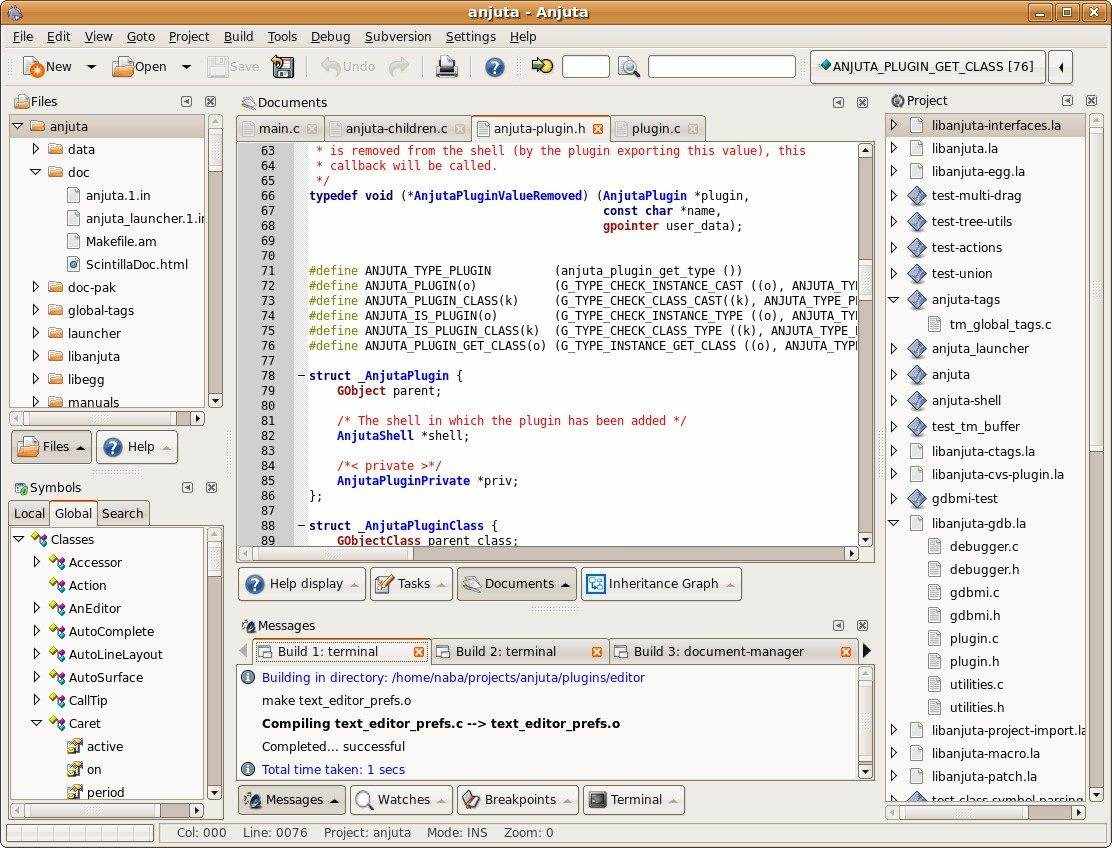 anjuta - Anjuta
File Edit View Goto Project Build Tools Debug Subversion Settings Help
New Open Save Undo ANJUTA_PLUGIN_GET_CLASS [76]
Files
anjuta
data
doc
anjuta.1.in
anjuta_launcher.1.in
Makefile.am
ScintillaDoc.html
doc-pak
global-tags
launcher
libanjuta
libegg
manuals
Files Help
Symbols
Local Global Search
Classes
Accessor
Action
AnEditor
AutoComplete
AutoLineLayout
AutoSurface
CallTip
Caret
active
on
period
Documents
main.c anjuta-children.c anjuta-plugin.h plugin.c
63 * is removed from the shell (by the plugin exporting this value), this
64 * callback will be called.
65 */
66 typedef void (*AnjutaPluginValueRemoved) (AnjutaPlugin *plugin,
67 const char *name,
68 gpointer user_data);
69
70
71 #define ANJUTA_TYPE_PLUGIN (anjuta_plugin_get_type ())
72 #define ANJUTA_PLUGIN(o) (G_TYPE_CHECK_INSTANCE_CAST ((o), ANJUTA_TY
73 #define ANJUTA_PLUGIN_CLASS(k) (G_TYPE_CHECK_CLASS_CAST((k), ANJUTA_TYPE_P
74 #define ANJUTA_IS_PLUGIN(o) (G_TYPE_CHECK_INSTANCE_TYPE ((o), ANJUTA_TY
75 #define ANJUTA_IS_PLUGIN_CLASS(k) (G_TYPE_CHECK_CLASS_TYPE ((k), ANJUTA_TYPE_
76 #define ANJUTA_PLUGIN_GET_CLASS(o) (G_TYPE_INSTANCE_GET_CLASS ((o), ANJUTA_TY
77
78 struct _AnjutaPlugin {
79 GObject parent;
80
81 /* The shell in which the plugin has been added */
82 AnjutaShell *shell;
83
84 /*< private >*/
85 AnjutaPluginPrivate *priv;
86 };
87
88 struct _AnjutaPluginClass {
89 GObjectClass parent_class;
Help display Tasks Documents Inheritance Graph
Messages
Build 1: terminal Build 2: terminal Build 3: document-manager
Building in directory: /home/naba/projects/anjuta/plugins/editor
make text_editor_prefs.o
Compiling text_editor_prefs.c --> text_editor_prefs.o
Completed... successful
Total time taken: 1 secs
Messages Watches Breakpoints Terminal
Project
libanjuta-interfaces.la
libanjuta.la
libanjuta-egg.la
test-multi-drag
test-tree-utils
test-actions
test-union
anjuta-tags
tm_global_tags.c
anjuta_launcher
anjuta
anjuta-shell
test_tm_buffer
libanjuta-ctags.la
libanjuta-cvs-plugin.la
gdbmi-test
libanjuta-gdb.la
debugger.c
debugger.h
gdbmi.c
gdbmi.h
plugin.c
plugin.h
utilities.c
utilities.h
libanjuta-project-import.la
libanjuta-macro.la
libanjuta-patch.la
test-class-symbol-parsing
Col: 000 Line: 0076 Project: anjuta Mode: INS Zoom: 0